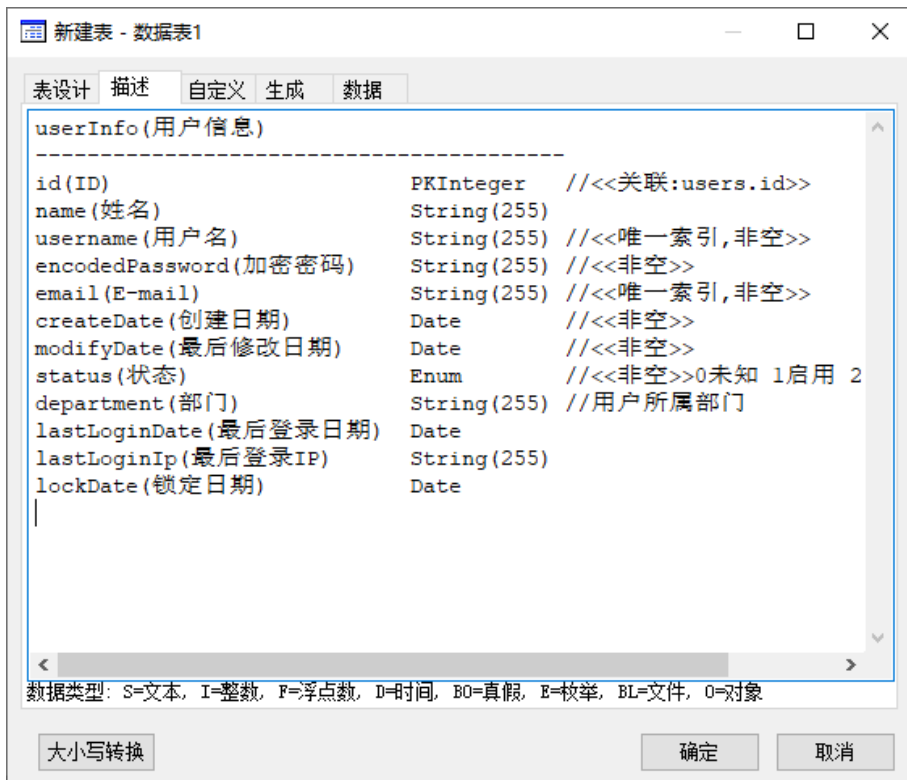 新建表 - 数据表1
表设计 描述 自定义 生成 数据
userInfo(用户信息)
-----------------------------------------
id(ID) PKInteger //<<关联:users.id>>
name(姓名) String(255)
username(用户名) String(255) //<<唯一索引,非空>>
encodedPassword(加密密码) String(255) //<<非空>>
email(E-mail) String(255) //<<唯一索引,非空>>
createDate(创建日期) Date //<<非空>>
modifyDate(最后修改日期) Date //<<非空>>
status(状态) Enum //<<非空>>0未知 1启用 2
department(部门) String(255) //用户所属部门
lastLoginDate(最后登录日期) Date
lastLoginIp(最后登录IP) String(255)
lockDate(锁定日期) Date
数据类型: S=文本, I=整数, F=浮点数, D=时间, BO=真假, E=枚举, BL=文件, O=对象
大小写转换 确定 取消